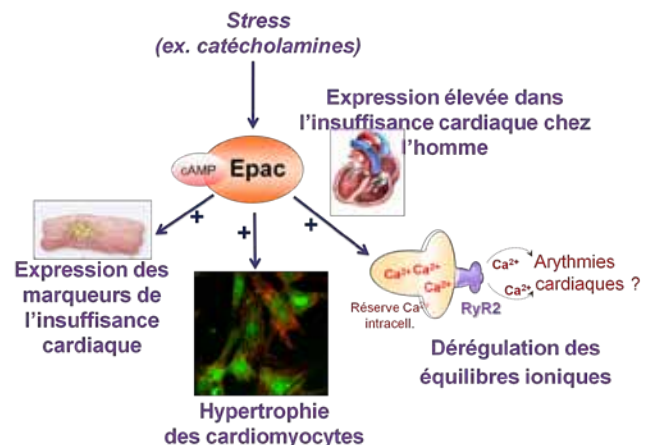 Stress
(ex. catécholamines)
Expression élevée dans
l'insuffisance cardiaque chez
l'homme
cAMP
Epac
+
+
+
Expression des
marqueurs de
l'insuffisance
cardiaque
Ca²⁺ Ca²⁺
Ca²⁺
Réserve Ca²⁺
intracell.
RyR2
Ca²⁺
Ca²⁺
Arythmies
cardiaques ?
Dérégulation des
équilibres ioniques
Hypertrophie
des cardiomyocytes